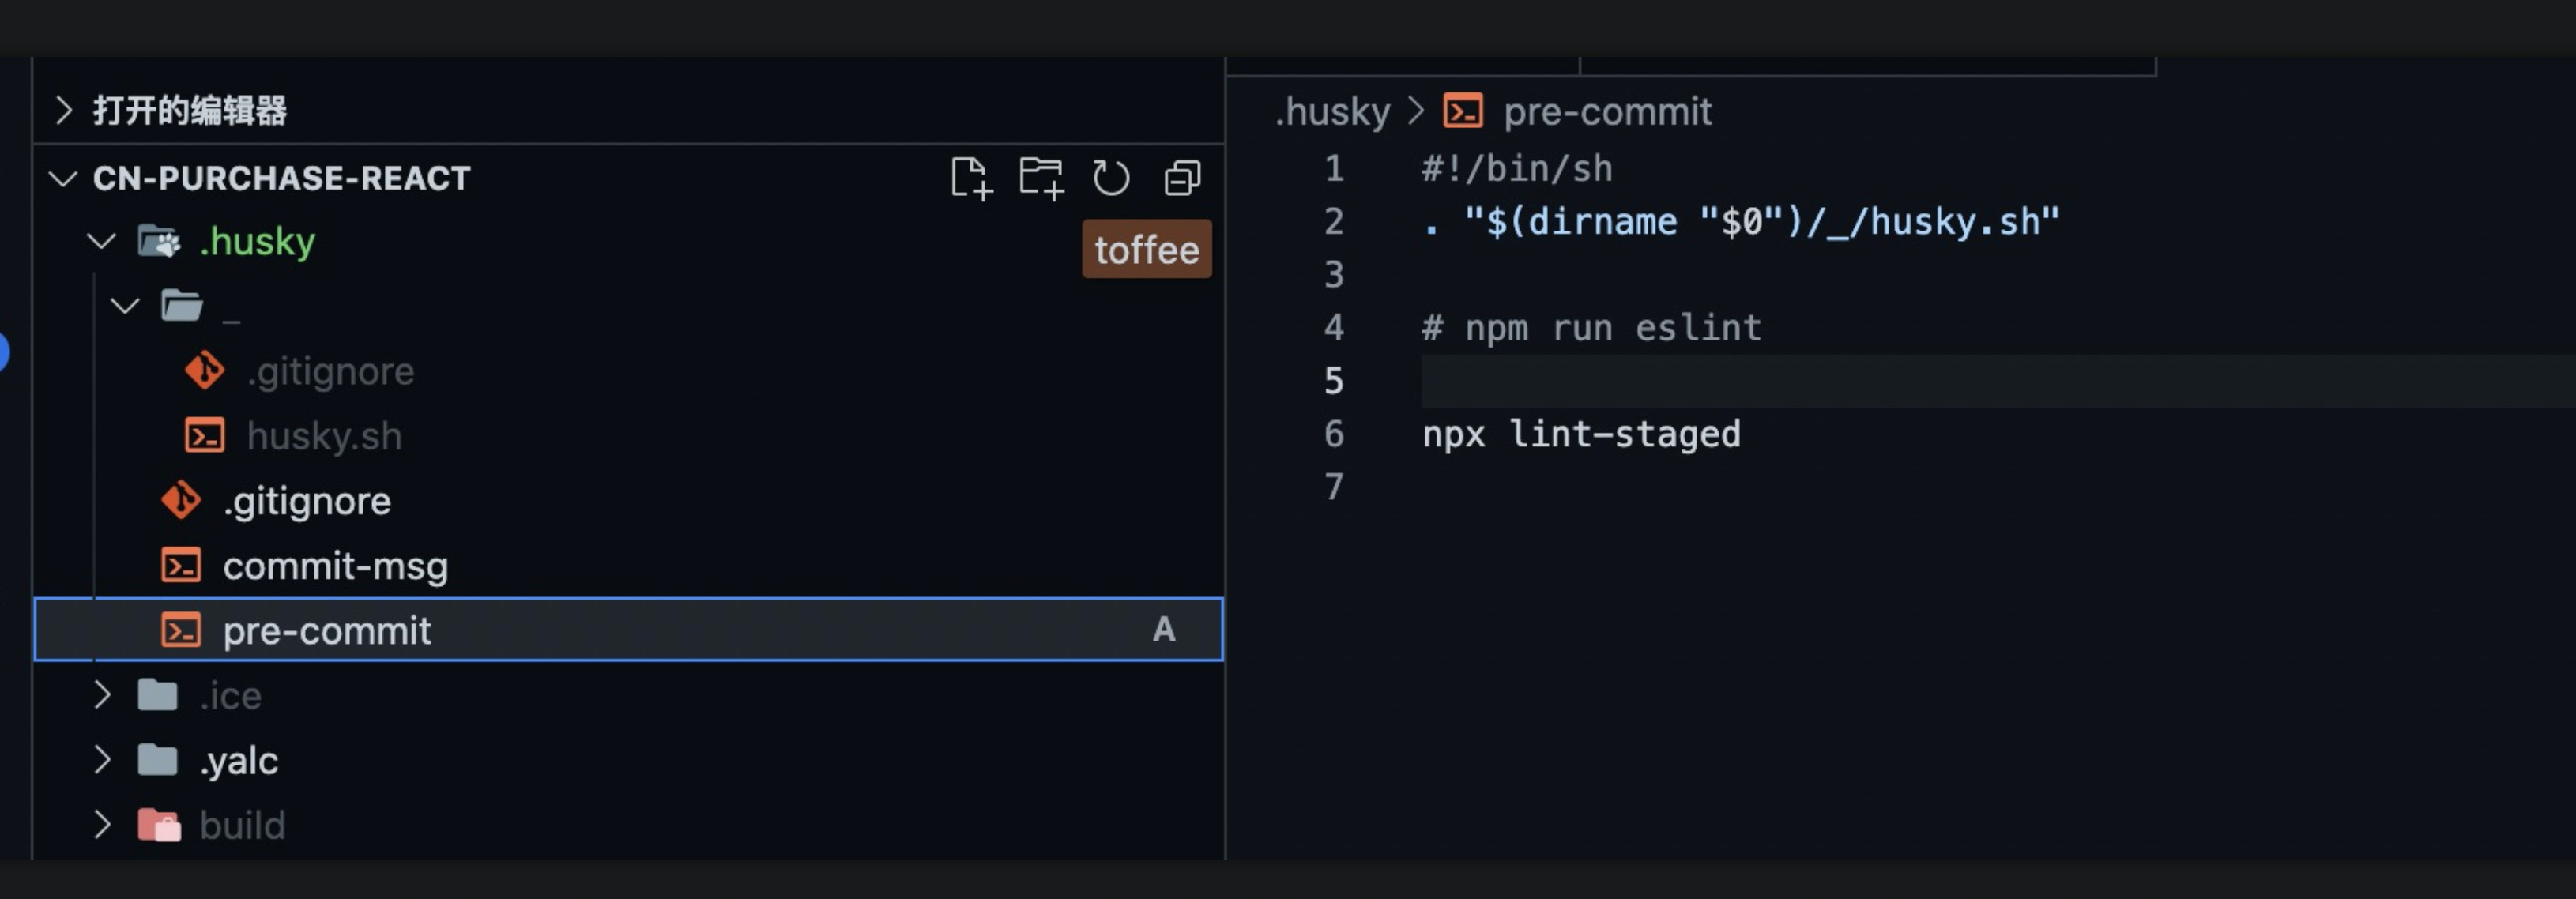 打开的编辑器
CN-PURCHASE-REACT
.husky
toffee
_
.gitignore
husky.sh
.gitignore
commit-msg
pre-commit A
.ice
.yalc
build
.husky > pre-commit
1 #!/bin/sh
2 . "$(dirname "$0")/_/husky.sh"
3
4 # npm run eslint
5
6 npx lint-staged
7